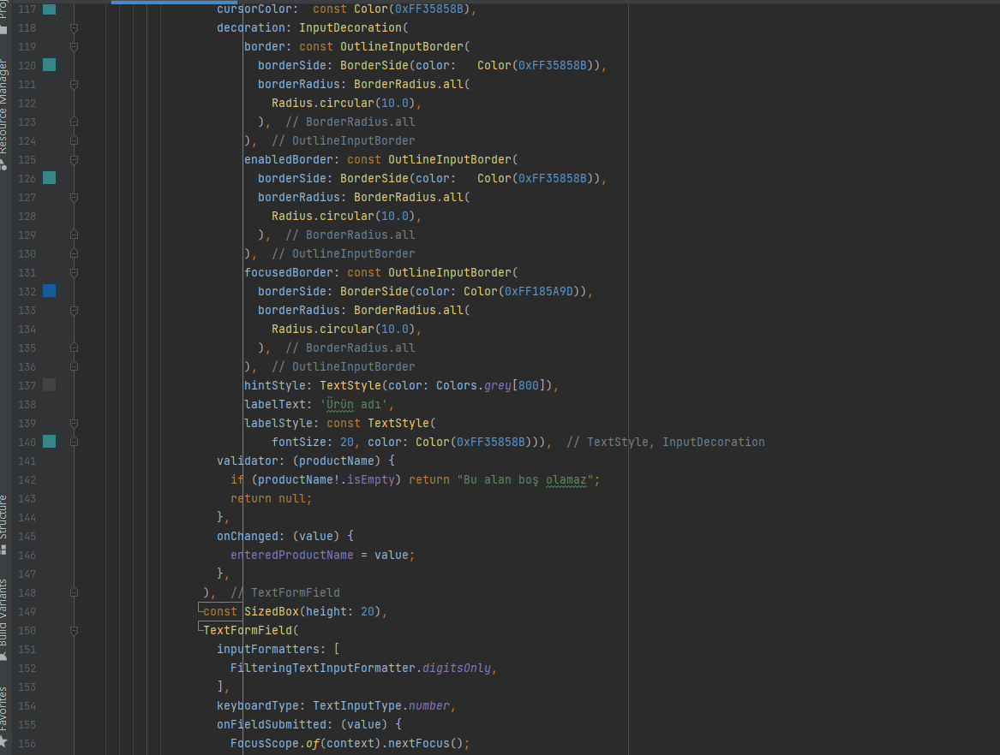 Proj
Resource Manager
Structure
Build Variants
Favorites
117 cursorColor:  const Color(0xFF35858B),
118 decoration: InputDecoration(
119 border: const OutlineInputBorder(
120 borderSide: BorderSide(color:   Color(0xFF35858B)),
121 borderRadius: BorderRadius.all(
122 Radius.circular(10.0),
123 ),  // BorderRadius.all
124 ),  // OutlineInputBorder
125 enabledBorder: const OutlineInputBorder(
126 borderSide: BorderSide(color:   Color(0xFF35858B)),
127 borderRadius: BorderRadius.all(
128 Radius.circular(10.0),
129 ),  // BorderRadius.all
130 ),  // OutlineInputBorder
131 focusedBorder: const OutlineInputBorder(
132 borderSide: BorderSide(color: Color(0xFF185A9D)),
133 borderRadius: BorderRadius.all(
134 Radius.circular(10.0),
135 ),  // BorderRadius.all
136 ),  // OutlineInputBorder
137 hintStyle: TextStyle(color: Colors.grey[800]),
138 labelText: 'Ürün adı',
139 labelStyle: const TextStyle(
140 fontSize: 20, color: Color(0xFF35858B))),  // TextStyle, InputDecoration
141 validator: (productName) {
142 if (productName!.isEmpty) return "Bu alan boş olamaz";
143 return null;
144 },
145 onChanged: (value) {
146 enteredProductName = value;
147 },
148 ),  // TextFormField
149 const SizedBox(height: 20),
150 TextFormField(
151 inputFormatters: [
152 FilteringTextInputFormatter.digitsOnly,
153 ],
154 keyboardType: TextInputType.number,
155 onFieldSubmitted: (value) {
156 FocusScope.of(context).nextFocus();